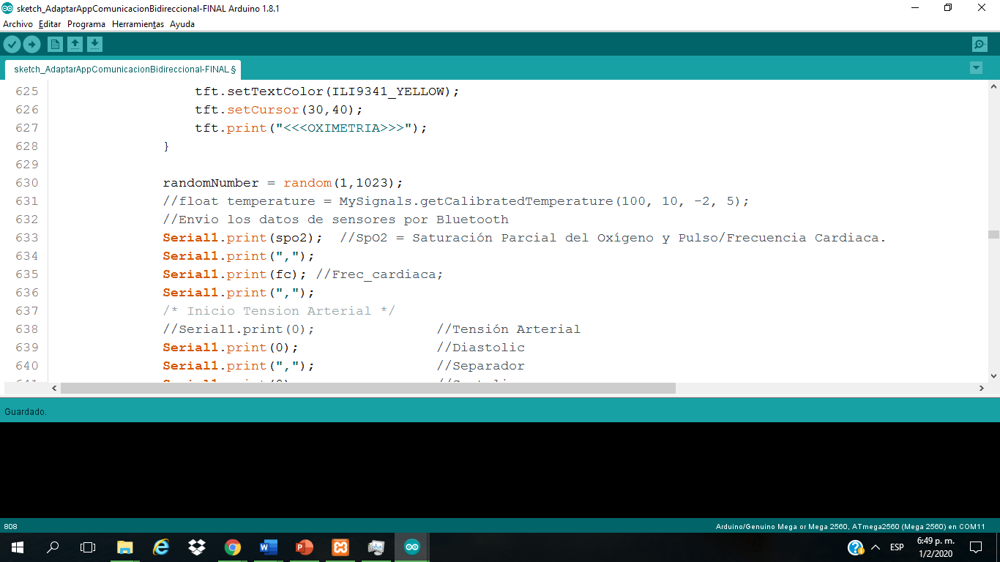 sketch_AdaptarAppComunicacionBidireccional-FINAL Arduino 1.8.1
Archivo Editar Programa Herramientas Ayuda
sketch_AdaptarAppComunicacionBidireccional-FINAL §
625 tft.setTextColor(ILI9341_YELLOW);
626 tft.setCursor(30,40);
627 tft.print("<<<OXIMETRIA>>>");
628 }
629
630 randomNumber = random(1,1023);
631 //float temperature = MySignals.getCalibratedTemperature(100, 10, -2, 5);
632 //Envio los datos de sensores por Bluetooth
633 Serial1.print(spo2); //SpO2 = Saturación Parcial del Oxígeno y Pulso/Frecuencia Cardiaca.
634 Serial1.print(",");
635 Serial1.print(fc); //Frec_cardiaca;
636 Serial1.print(",");
637 /* Inicio Tension Arterial */
638 //Serial1.print(0); //Tensión Arterial
639 Serial1.print(0); //Diastolic
640 Serial1.print(","); //Separador
Guardado.
808
Arduino/Genuino Mega or Mega 2560, ATmega2560 (Mega 2560) en COM11
ESP
6:49 p. m.
1/2/2020